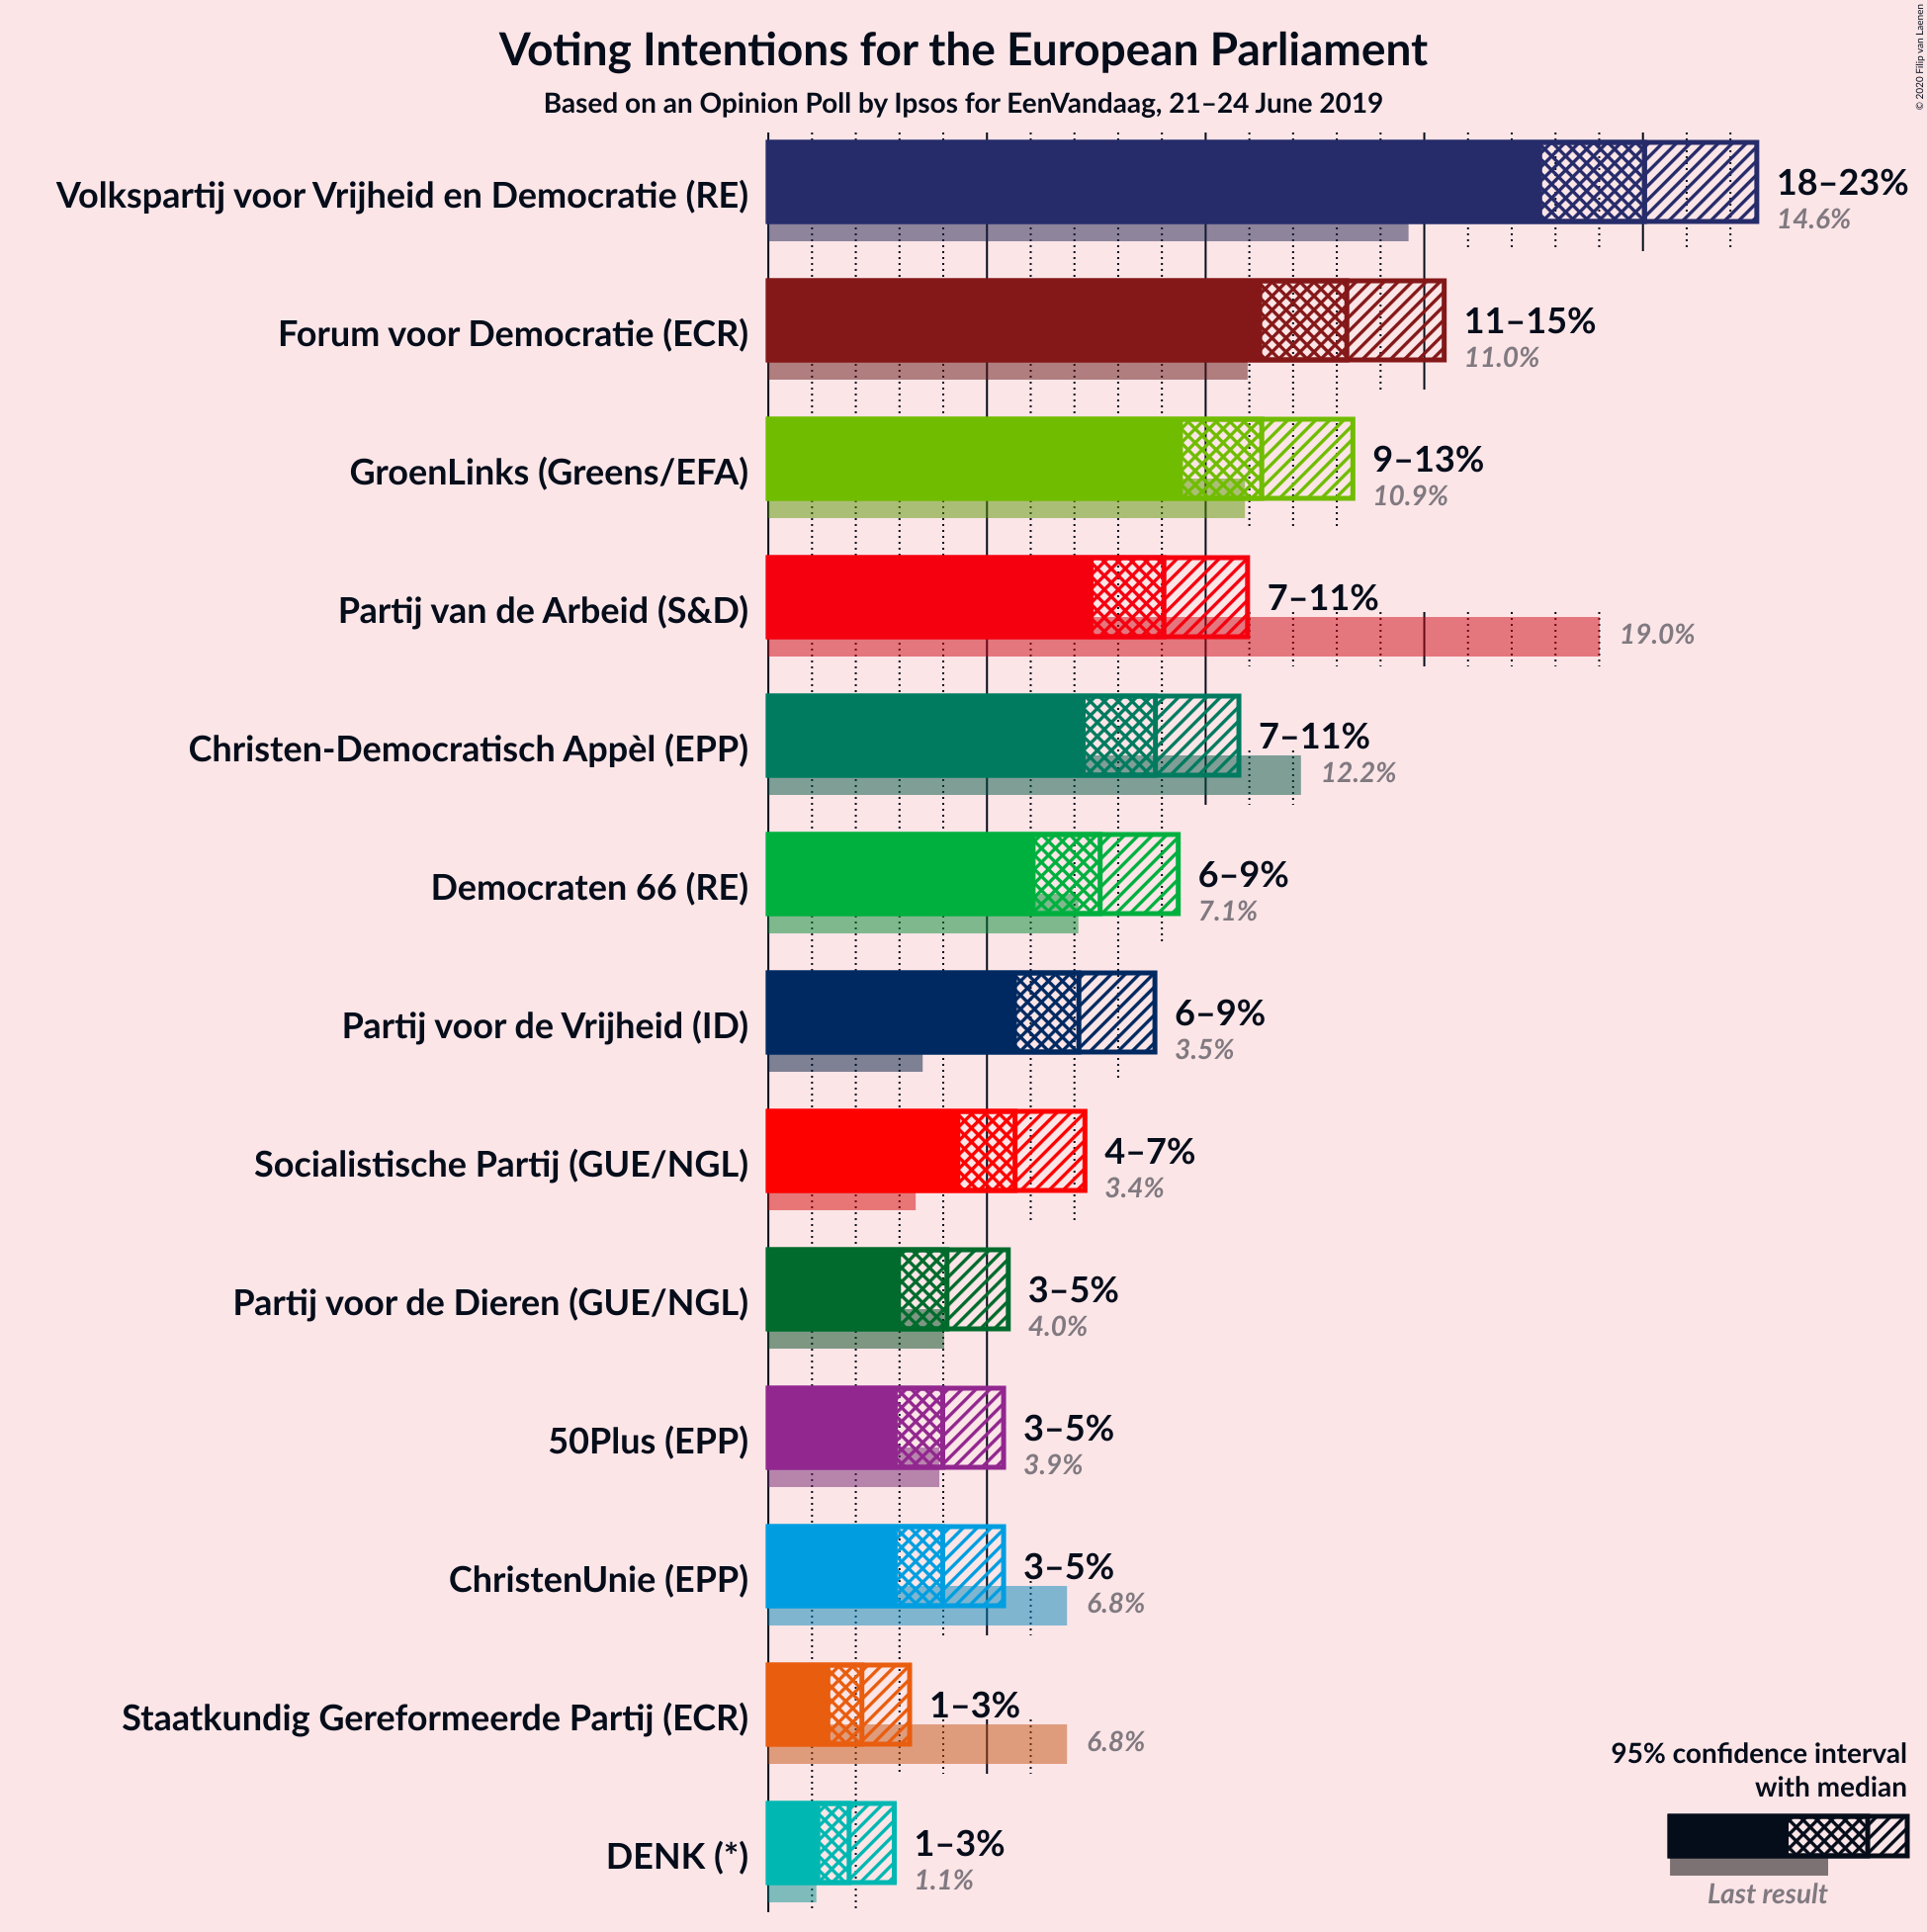 Voting Intentions for the European Parliament
Based on an Opinion Poll by Ipsos for EenVandaag, 21–24 June 2019
© 2020 Filip van Laenen
Volkspartij voor Vrijheid en Democratie (RE)
18–23%
14.6%
Forum voor Democratie (ECR)
11–15%
11.0%
GroenLinks (Greens/EFA)
9–13%
10.9%
Partij van de Arbeid (S&D)
7–11%
19.0%
Christen-Democratisch Appèl (EPP)
7–11%
12.2%
Democraten 66 (RE)
6–9%
7.1%
Partij voor de Vrijheid (ID)
6–9%
3.5%
Socialistische Partij (GUE/NGL)
4–7%
3.4%
Partij voor de Dieren (GUE/NGL)
3–5%
4.0%
50Plus (EPP)
3–5%
3.9%
ChristenUnie (EPP)
3–5%
6.8%
Staatkundig Gereformeerde Partij (ECR)
1–3%
6.8%
DENK (*)
1–3%
1.1%
95% confidence interval
with median
Last result